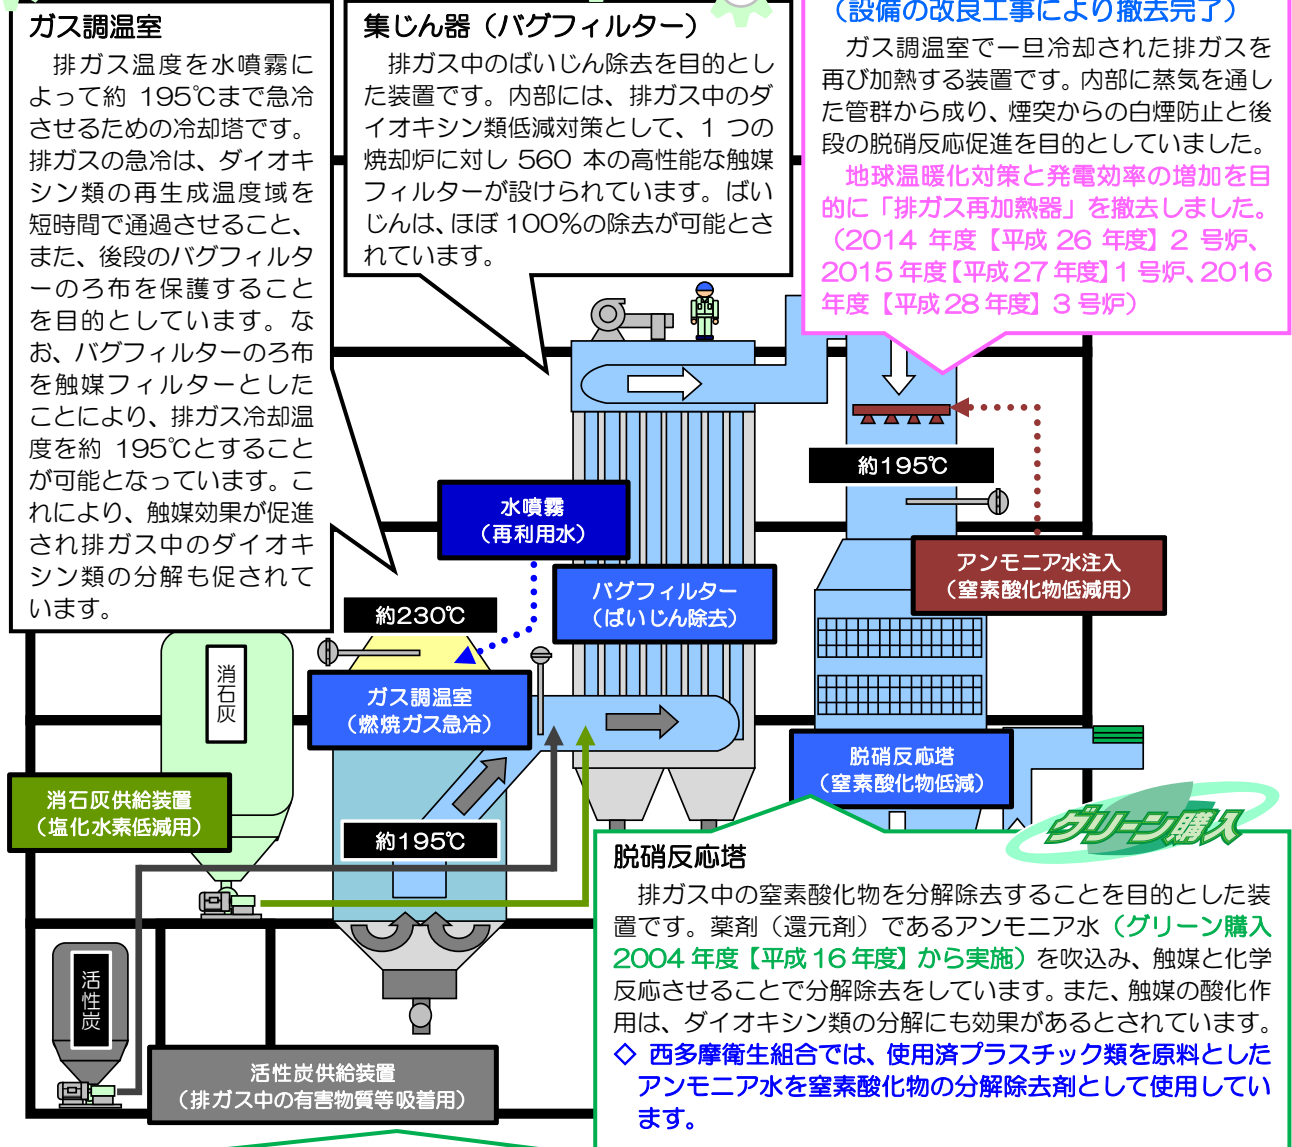 ガス調温室
排ガス温度を水噴霧に
よって約 195℃まで急冷
させるための冷却塔です。
排ガスの急冷は、ダイオキ
シン類の再生成温度域を
短時間で通過させること、
また、後段のバグフィルタ
ーのろ布を保護すること
を目的としています。な
お、バグフィルターのろ布
を触媒フィルターとした
ことにより、排ガス冷却温
度を約 195℃とすること
が可能となっています。こ
れにより、触媒効果が促進
され排ガス中のダイオキ
シン類の分解も促されて
います。
集じん器（バグフィルター）
排ガス中のばいじん除去を目的とし
た装置です。内部には、排ガス中のダ
イオキシン類低減対策として、1 つの
焼却炉に対し 560 本の高性能な触媒
フィルターが設けられています。ばい
じんは、ほぼ 100％の除去が可能とさ
れています。
（設備の改良工事により撤去完了）
ガス調温室で一旦冷却された排ガスを
再び加熱する装置です。内部に蒸気を通し
た管群から成り、煙突からの白煙防止と後
段の脱硝反応促進を目的としていました。
地球温暖化対策と発電効率の増加を目
的に「排ガス再加熱器」を撤去しました。
（2014 年度【平成 26 年度】2 号炉、
2015 年度【平成 27 年度】1 号炉、2016
年度【平成 28 年度】3 号炉）
約195℃
水噴霧
（再利用水）
アンモニア水注入
（窒素酸化物低減用）
バグフィルター
（ばいじん除去）
約230℃
消石灰
ガス調温室
（燃焼ガス急冷）
脱硝反応塔
（窒素酸化物低減）
消石灰供給装置
（塩化水素低減用）
約195℃
グリーン購入
脱硝反応塔
排ガス中の窒素酸化物を分解除去することを目的とした装
置です。薬剤（還元剤）であるアンモニア水（グリーン購入
2004 年度【平成 16 年度】から実施）を吹込み、触媒と化学
反応させることで分解除去をしています。また、触媒の酸化作
用は、ダイオキシン類の分解にも効果があるとされています。
◇ 西多摩衛生組合では、使用済プラスチック類を原料とした
アンモニア水を窒素酸化物の分解除去剤として使用してい
ます。
活性炭
活性炭供給装置
（排ガス中の有害物質等吸着用）